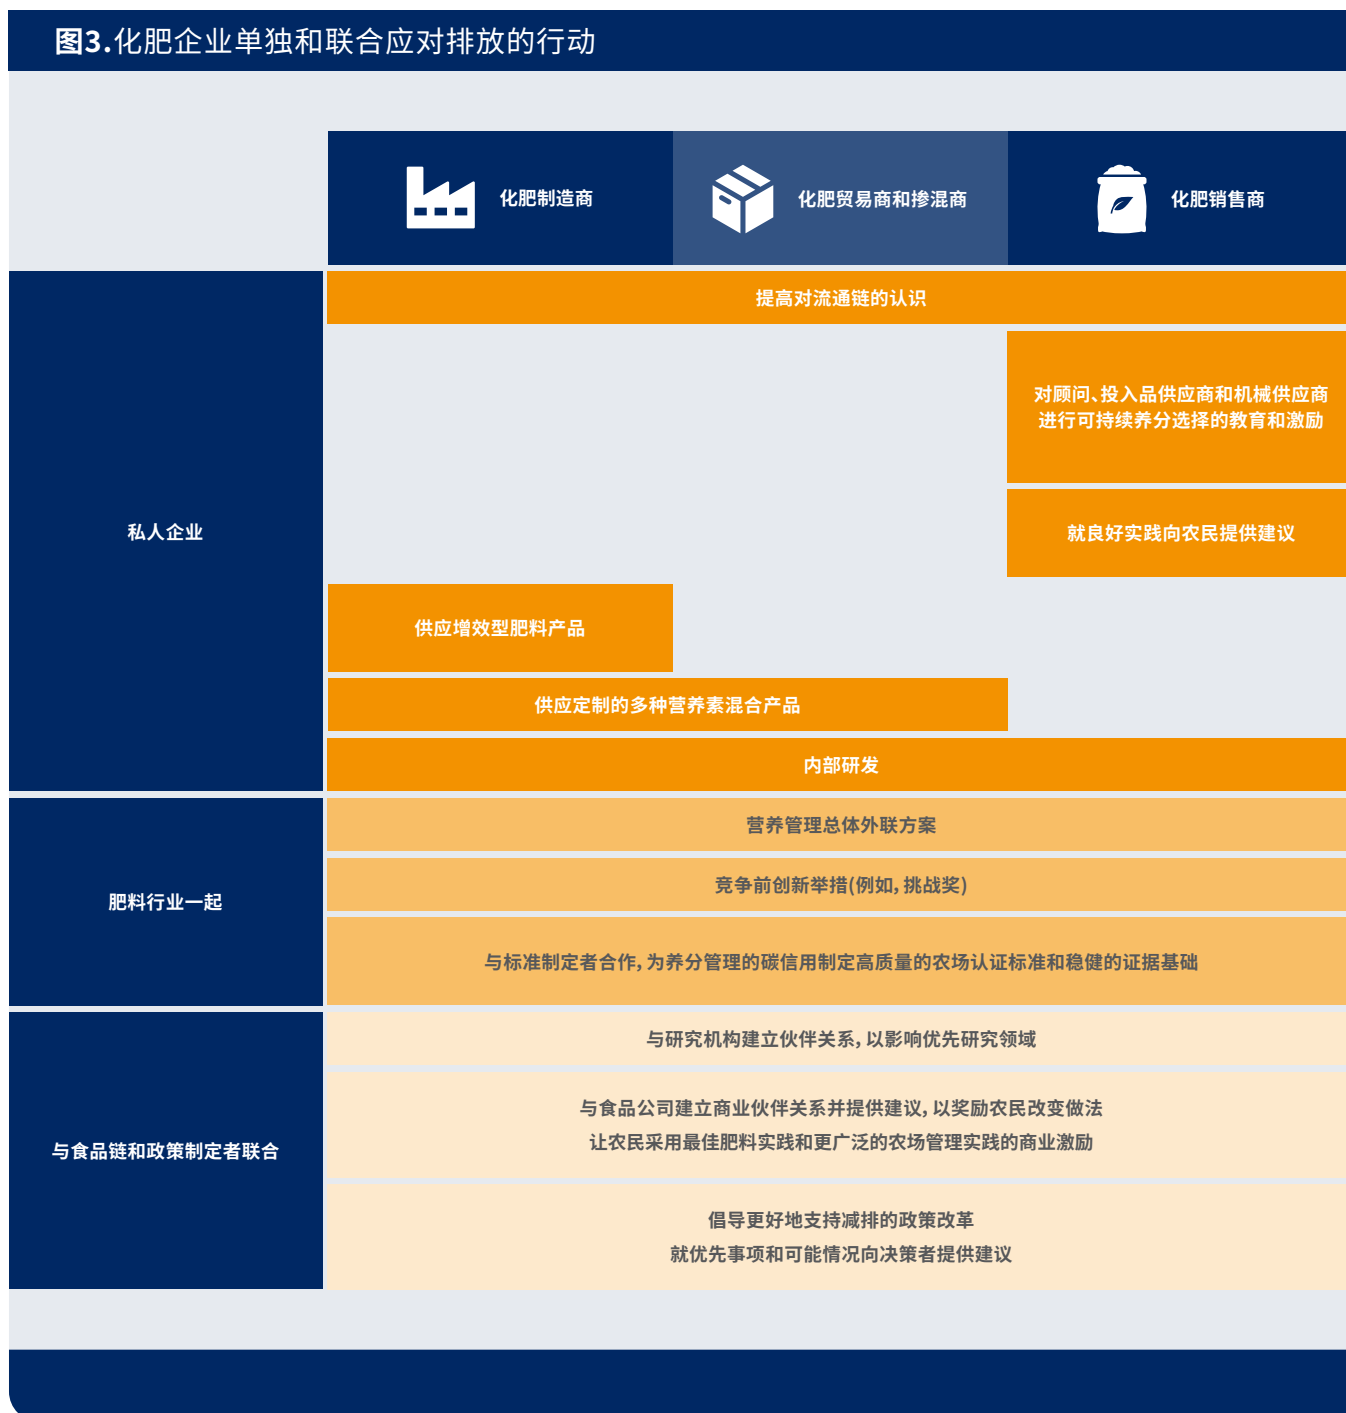 图3.化肥企业单独和联合应对排放的行动
化肥制造商
化肥贸易商和掺混商
化肥销售商
提高对流通链的认识
对顾问、投入品供应商和机械供应商
进行可持续养分选择的教育和激励
私人企业
就良好实践向农民提供建议
供应增效型肥料产品
供应定制的多种营养素混合产品
内部研发
营养管理总体外联方案
竞争前创新举措(例如, 挑战奖)
肥料行业一起
与标准制定者合作, 为养分管理的碳信用制定高质量的农场认证标准和稳健的证据基础
与研究机构建立伙伴关系, 以影响优先研究领域
与食品公司建立商业伙伴关系并提供建议, 以奖励农民改变做法
让农民采用最佳肥料实践和更广泛的农场管理实践的商业激励
与食品链和政策制定者联合
倡导更好地支持减排的政策改革
就优先事项和可能情况向决策者提供建议